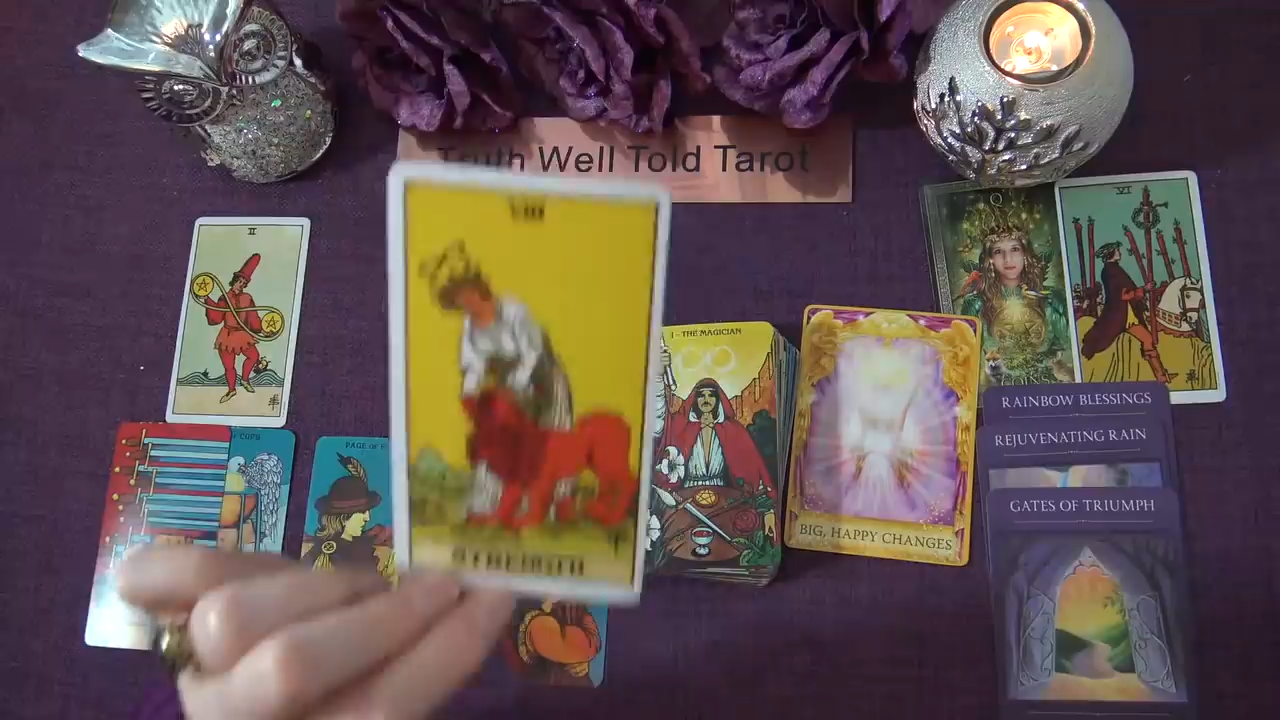 Truth Well Told Tarot
VIII
STRENGTH
II
Q
COINS
VI
I - THE MAGICIAN
BIG, HAPPY CHANGES
RAINBOW BLESSINGS
REJUVENATING RAIN
GATES OF TRIUMPH
CUPS
PAGE OF